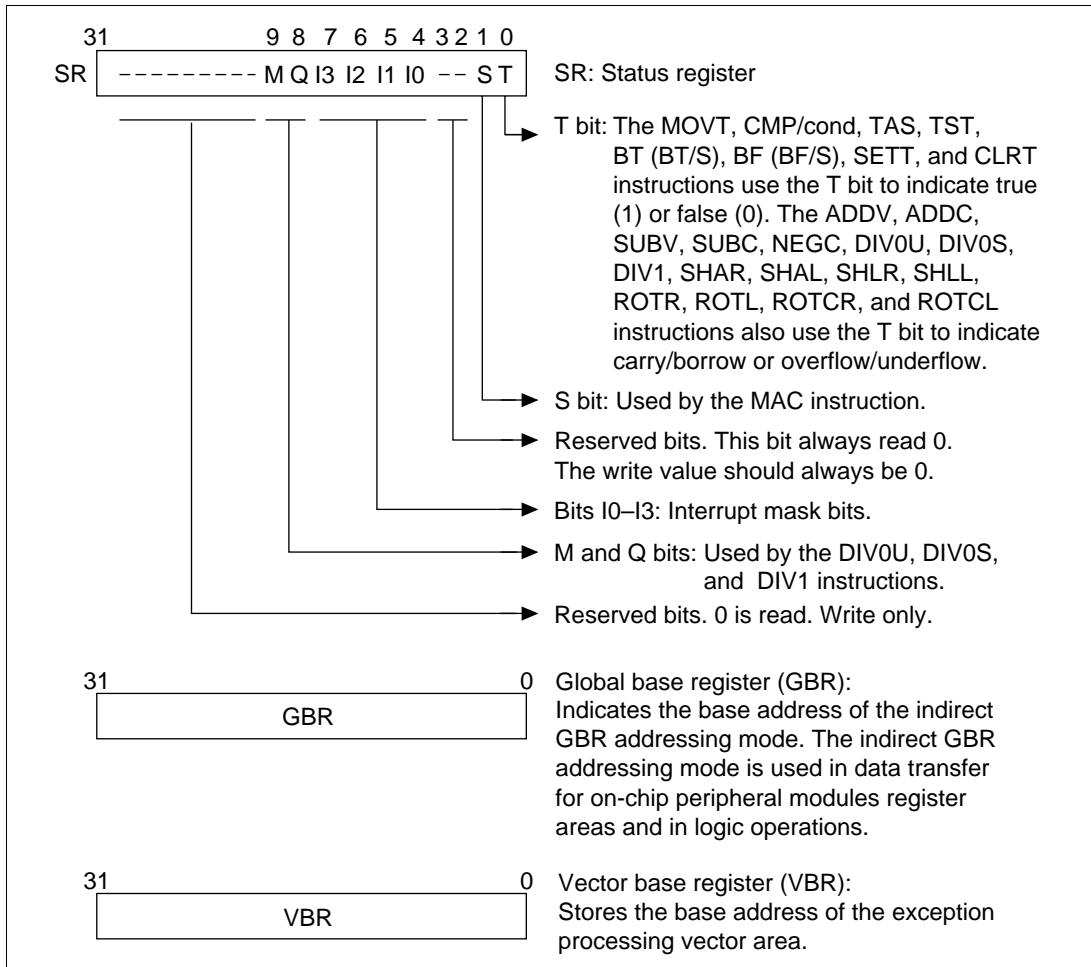 31 9 8 7 6 5 4 3 2 1 0
SR ---------- M Q I3 I2 I1 I0 -- S T SR: Status register
T bit: The MOVT, CMP/cond, TAS, TST,
BT (BT/S), BF (BF/S), SETT, and CLRT
instructions use the T bit to indicate true
(1) or false (0). The ADDV, ADDC,
SUBV, SUBC, NEGC, DIV0U, DIV0S,
DIV1, SHAR, SHAL, SHLR, SHLL,
ROTR, ROTL, ROTCR, and ROTCL
instructions also use the T bit to indicate
carry/borrow or overflow/underflow.
S bit: Used by the MAC instruction.
Reserved bits. This bit always read 0.
The write value should always be 0.
Bits I0–I3: Interrupt mask bits.
M and Q bits: Used by the DIV0U, DIV0S,
and DIV1 instructions.
Reserved bits. 0 is read. Write only.
31 0 Global base register (GBR):
GBR Indicates the base address of the indirect
GBR addressing mode. The indirect GBR
addressing mode is used in data transfer
for on-chip peripheral modules register
areas and in logic operations.
31 0 Vector base register (VBR):
VBR Stores the base address of the exception
processing vector area.